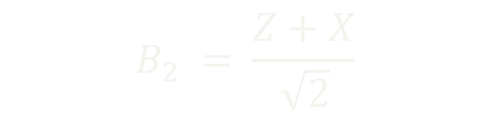 B₂ = (Z + X) / √2